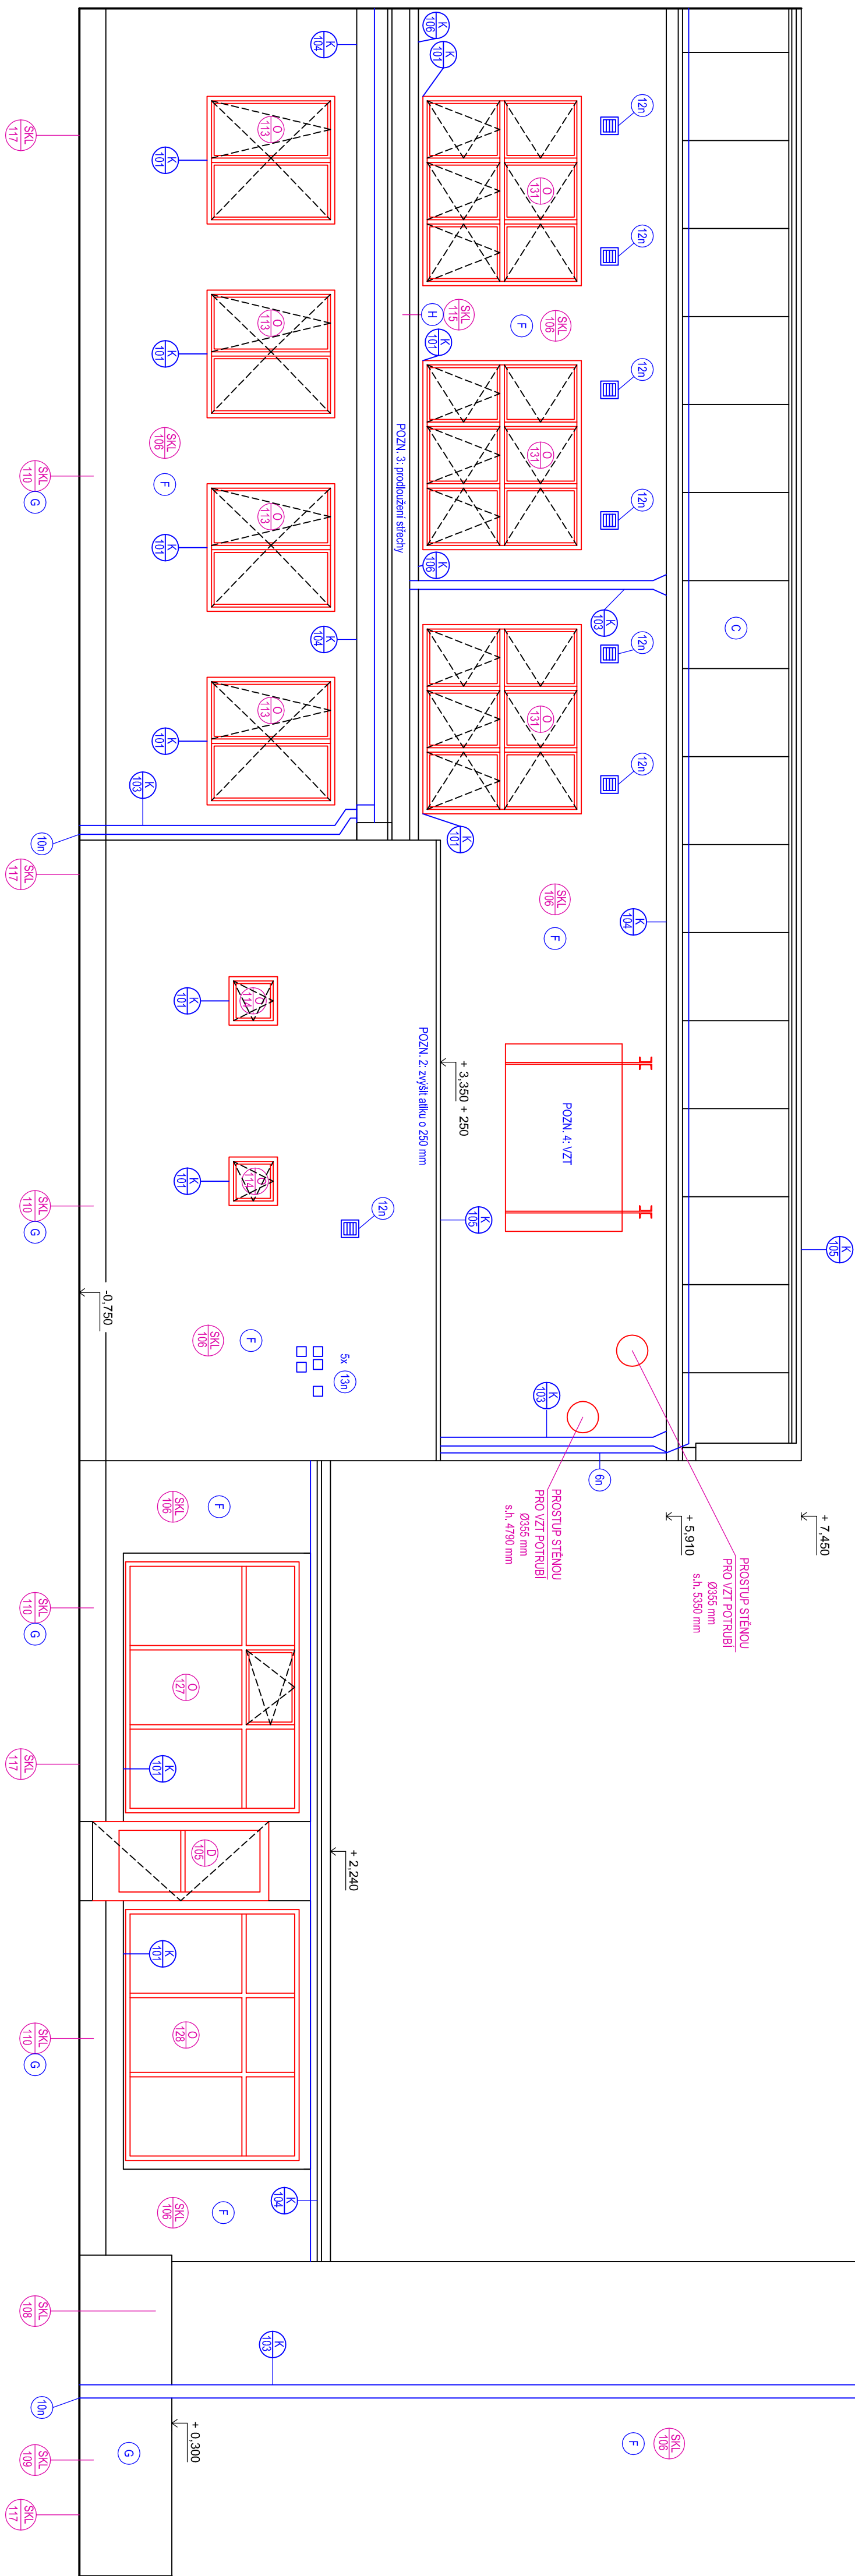 K
105
+ 7,450
PROSTUP STĚNOU
PRO VZT POTRUBÍ
Ø355 mm
s.h. 5350 mm
C
+ 5,910
12n
12n
12n
12n
12n
12n
K
104
SKL
106
F
K
103
6n
PROSTUP STĚNOU
PRO VZT POTRUBÍ
Ø355 mm
s.h. 4790 mm
K
103
POZN. 4: VZT
O
131
O
131
O
131
SKL
106
F
SKL
106
F
K
106
K
101
SKL
115
H
K
101
K
106
K
101
+ 3,350 + 250
K
105
POZN. 3: prodloužení střechy
POZN. 2: zvýšit atiku o 250 mm
12n
5x
13n
+ 2,240
K
104
K
104
K
104
O
113
O
113
O
113
O
113
O
114
O
114
F
SKL
106
K
103
K
101
K
101
SKL
106
F
K
101
K
101
K
103
K
101
K
101
F
SKL
106
O
127
K
101
D
105
K
101
O
128
F
SKL
106
+ 0,300
G
-0,750
SKL
117
SKL
110
G
10n
SKL
117
SKL
110
G
SKL
110
G
SKL
117
SKL
110
G
SKL
108
10n
SKL
109
SKL
117